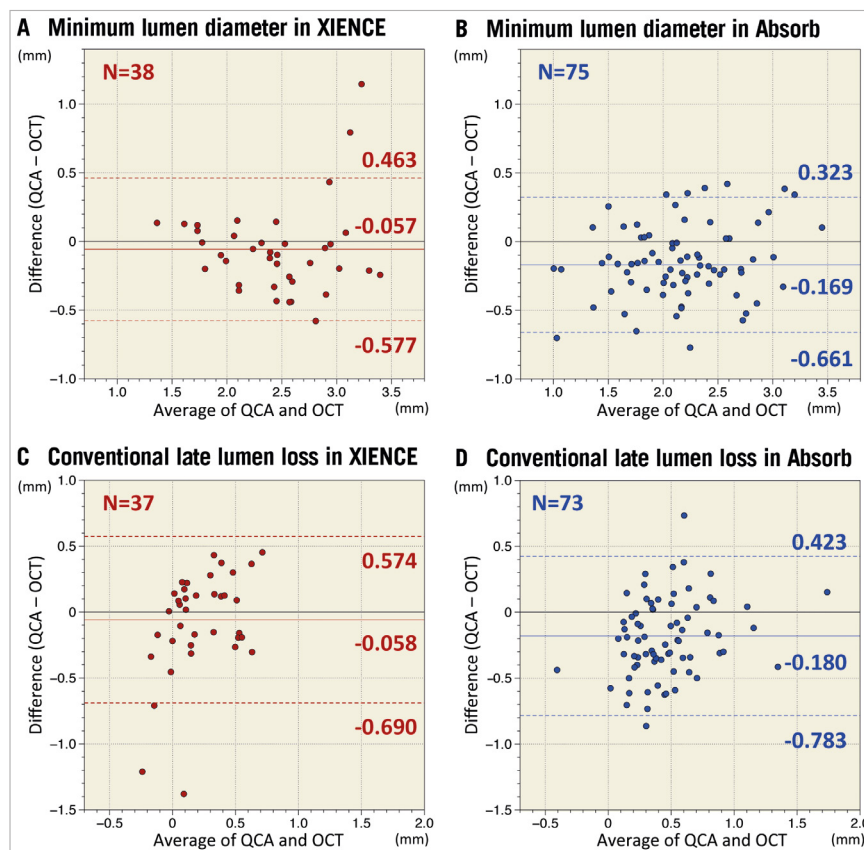 A Minimum lumen diameter in XIENCE
(mm)
N=38
1.0
0.5
0
−0.5
−1.0
0.463
-0.057
-0.577
Difference (QCA – OCT)
1.0 1.5 2.0 2.5 3.0 3.5
Average of QCA and OCT (mm)
B Minimum lumen diameter in Absorb
(mm)
N=75
1.0
0.5
0
−0.5
−1.0
0.323
-0.169
-0.661
Difference (QCA – OCT)
1.0 1.5 2.0 2.5 3.0 3.5
Average of QCA and OCT (mm)
C Conventional late lumen loss in XIENCE
(mm)
N=37
1.0
0.5
0
−0.5
−1.0
−1.5
0.574
-0.058
-0.690
Difference (QCA – OCT)
−0.5 0 0.5 1.0 1.5 2.0
Average of QCA and OCT (mm)
D Conventional late lumen loss in Absorb
(mm)
N=73
1.0
0.5
0
−0.5
−1.0
−1.5
0.423
-0.180
-0.783
Difference (QCA – OCT)
−0.5 0 0.5 1.0 1.5 2.0
Average of QCA and OCT (mm)